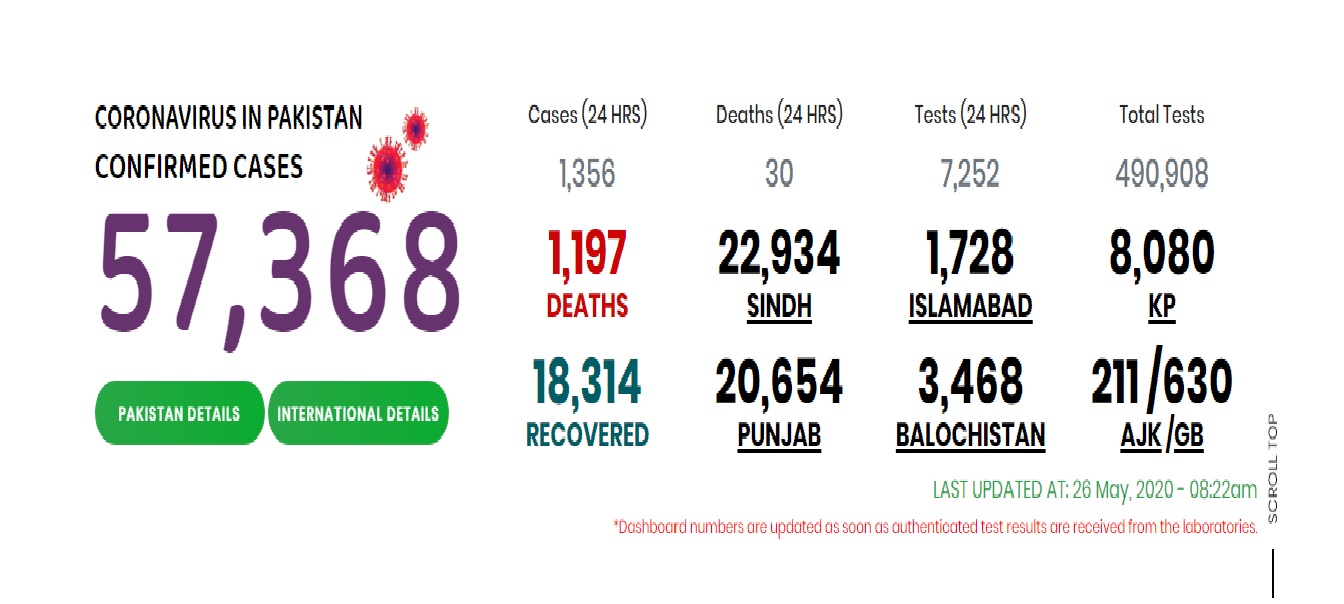 CORONAVIRUS IN PAKISTAN
CONFIRMED CASES
57,368
PAKISTAN DETAILS
INTERNATIONAL DETAILS
Cases (24 HRS)
Deaths (24 HRS)
Tests (24 HRS)
Total Tests
1,356
30
7,252
490,908
1,197
22,934
1,728
8,080
DEATHS
SINDH
ISLAMABAD
KP
18,314
20,654
3,468
211 /630
RECOVERED
PUNJAB
BALOCHISTAN
AJK /GB
LAST UPDATED AT: 26 May, 2020 - 08:22am
*Dashboard numbers are updated as soon as authenticated test results are received from the laboratories.
SCROLL TOP